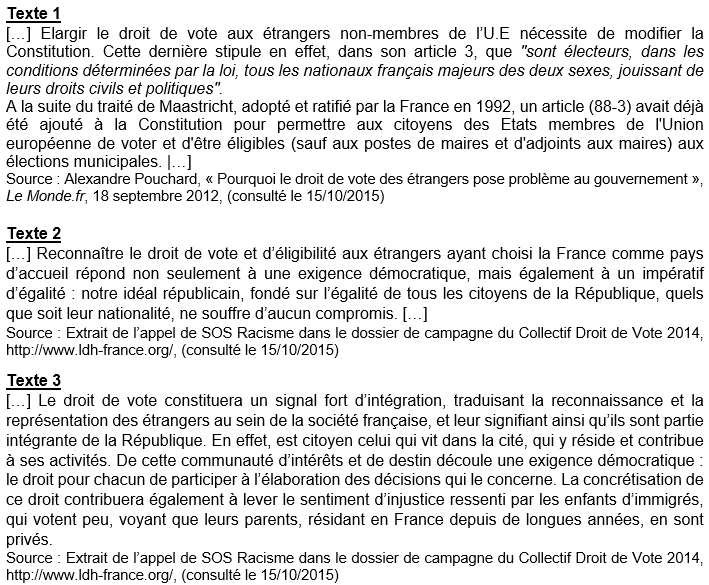 Texte 1
[…] Elargir le droit de vote aux étrangers non-membres de l’U.E nécessite de modifier la
Constitution. Cette dernière stipule en effet, dans son article 3, que "sont électeurs, dans les
conditions déterminées par la loi, tous les nationaux français majeurs des deux sexes, jouissant de
leurs droits civils et politiques".
A la suite du traité de Maastricht, adopté et ratifié par la France en 1992, un article (88-3) avait déjà
été ajouté à la Constitution pour permettre aux citoyens des Etats membres de l'Union
européenne de voter et d'être éligibles (sauf aux postes de maires et d'adjoints aux maires) aux
élections municipales. […]
Source : Alexandre Pouchard, « Pourquoi le droit de vote des étrangers pose problème au gouvernement »,
Le Monde.fr, 18 septembre 2012, (consulté le 15/10/2015)
Texte 2
[…] Reconnaître le droit de vote et d’éligibilité aux étrangers ayant choisi la France comme pays
d’accueil répond non seulement à une exigence démocratique, mais également à un impératif
d’égalité : notre idéal républicain, fondé sur l’égalité de tous les citoyens de la République, quels
que soit leur nationalité, ne souffre d’aucun compromis. […]
Source : Extrait de l’appel de SOS Racisme dans le dossier de campagne du Collectif Droit de Vote 2014,
http://www.ldh-france.org/, (consulté le 15/10/2015)
Texte 3
[…] Le droit de vote constituera un signal fort d’intégration, traduisant la reconnaissance et la
représentation des étrangers au sein de la société française, et leur signifiant ainsi qu’ils sont partie
intégrante de la République. En effet, est citoyen celui qui vit dans la cité, qui y réside et contribue
à ses activités. De cette communauté d’intérêts et de destin découle une exigence démocratique :
le droit pour chacun de participer à l’élaboration des décisions qui le concerne. La concrétisation de
ce droit contribuera également à lever le sentiment d’injustice ressenti par les enfants d’immigrés,
qui votent peu, voyant que leurs parents, résidant en France depuis de longues années, en sont
privés.
Source : Extrait de l’appel de SOS Racisme dans le dossier de campagne du Collectif Droit de Vote 2014,
http://www.ldh-france.org/, (consulté le 15/10/2015)